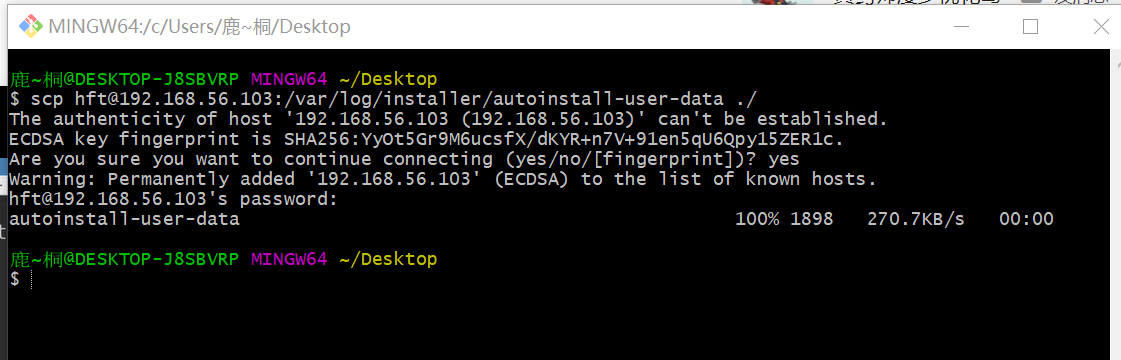 MINGW64:/c/Users/鹿~桐/Desktop
鹿~桐@DESKTOP-J8SBVRP MINGW64 ~/Desktop
$ scp hft@192.168.56.103:/var/log/installer/autoinstall-user-data ./
The authenticity of host '192.168.56.103 (192.168.56.103)' can't be established.
ECDSA key fingerprint is SHA256:YyOt5Gr9M6ucsfX/dKYR+n7V+91en5qU6Qpy15ZER1c.
Are you sure you want to continue connecting (yes/no/[fingerprint])? yes
Warning: Permanently added '192.168.56.103' (ECDSA) to the list of known hosts.
hft@192.168.56.103's password:
autoinstall-user-data 100% 1898 270.7KB/s 00:00
鹿~桐@DESKTOP-J8SBVRP MINGW64 ~/Desktop
$